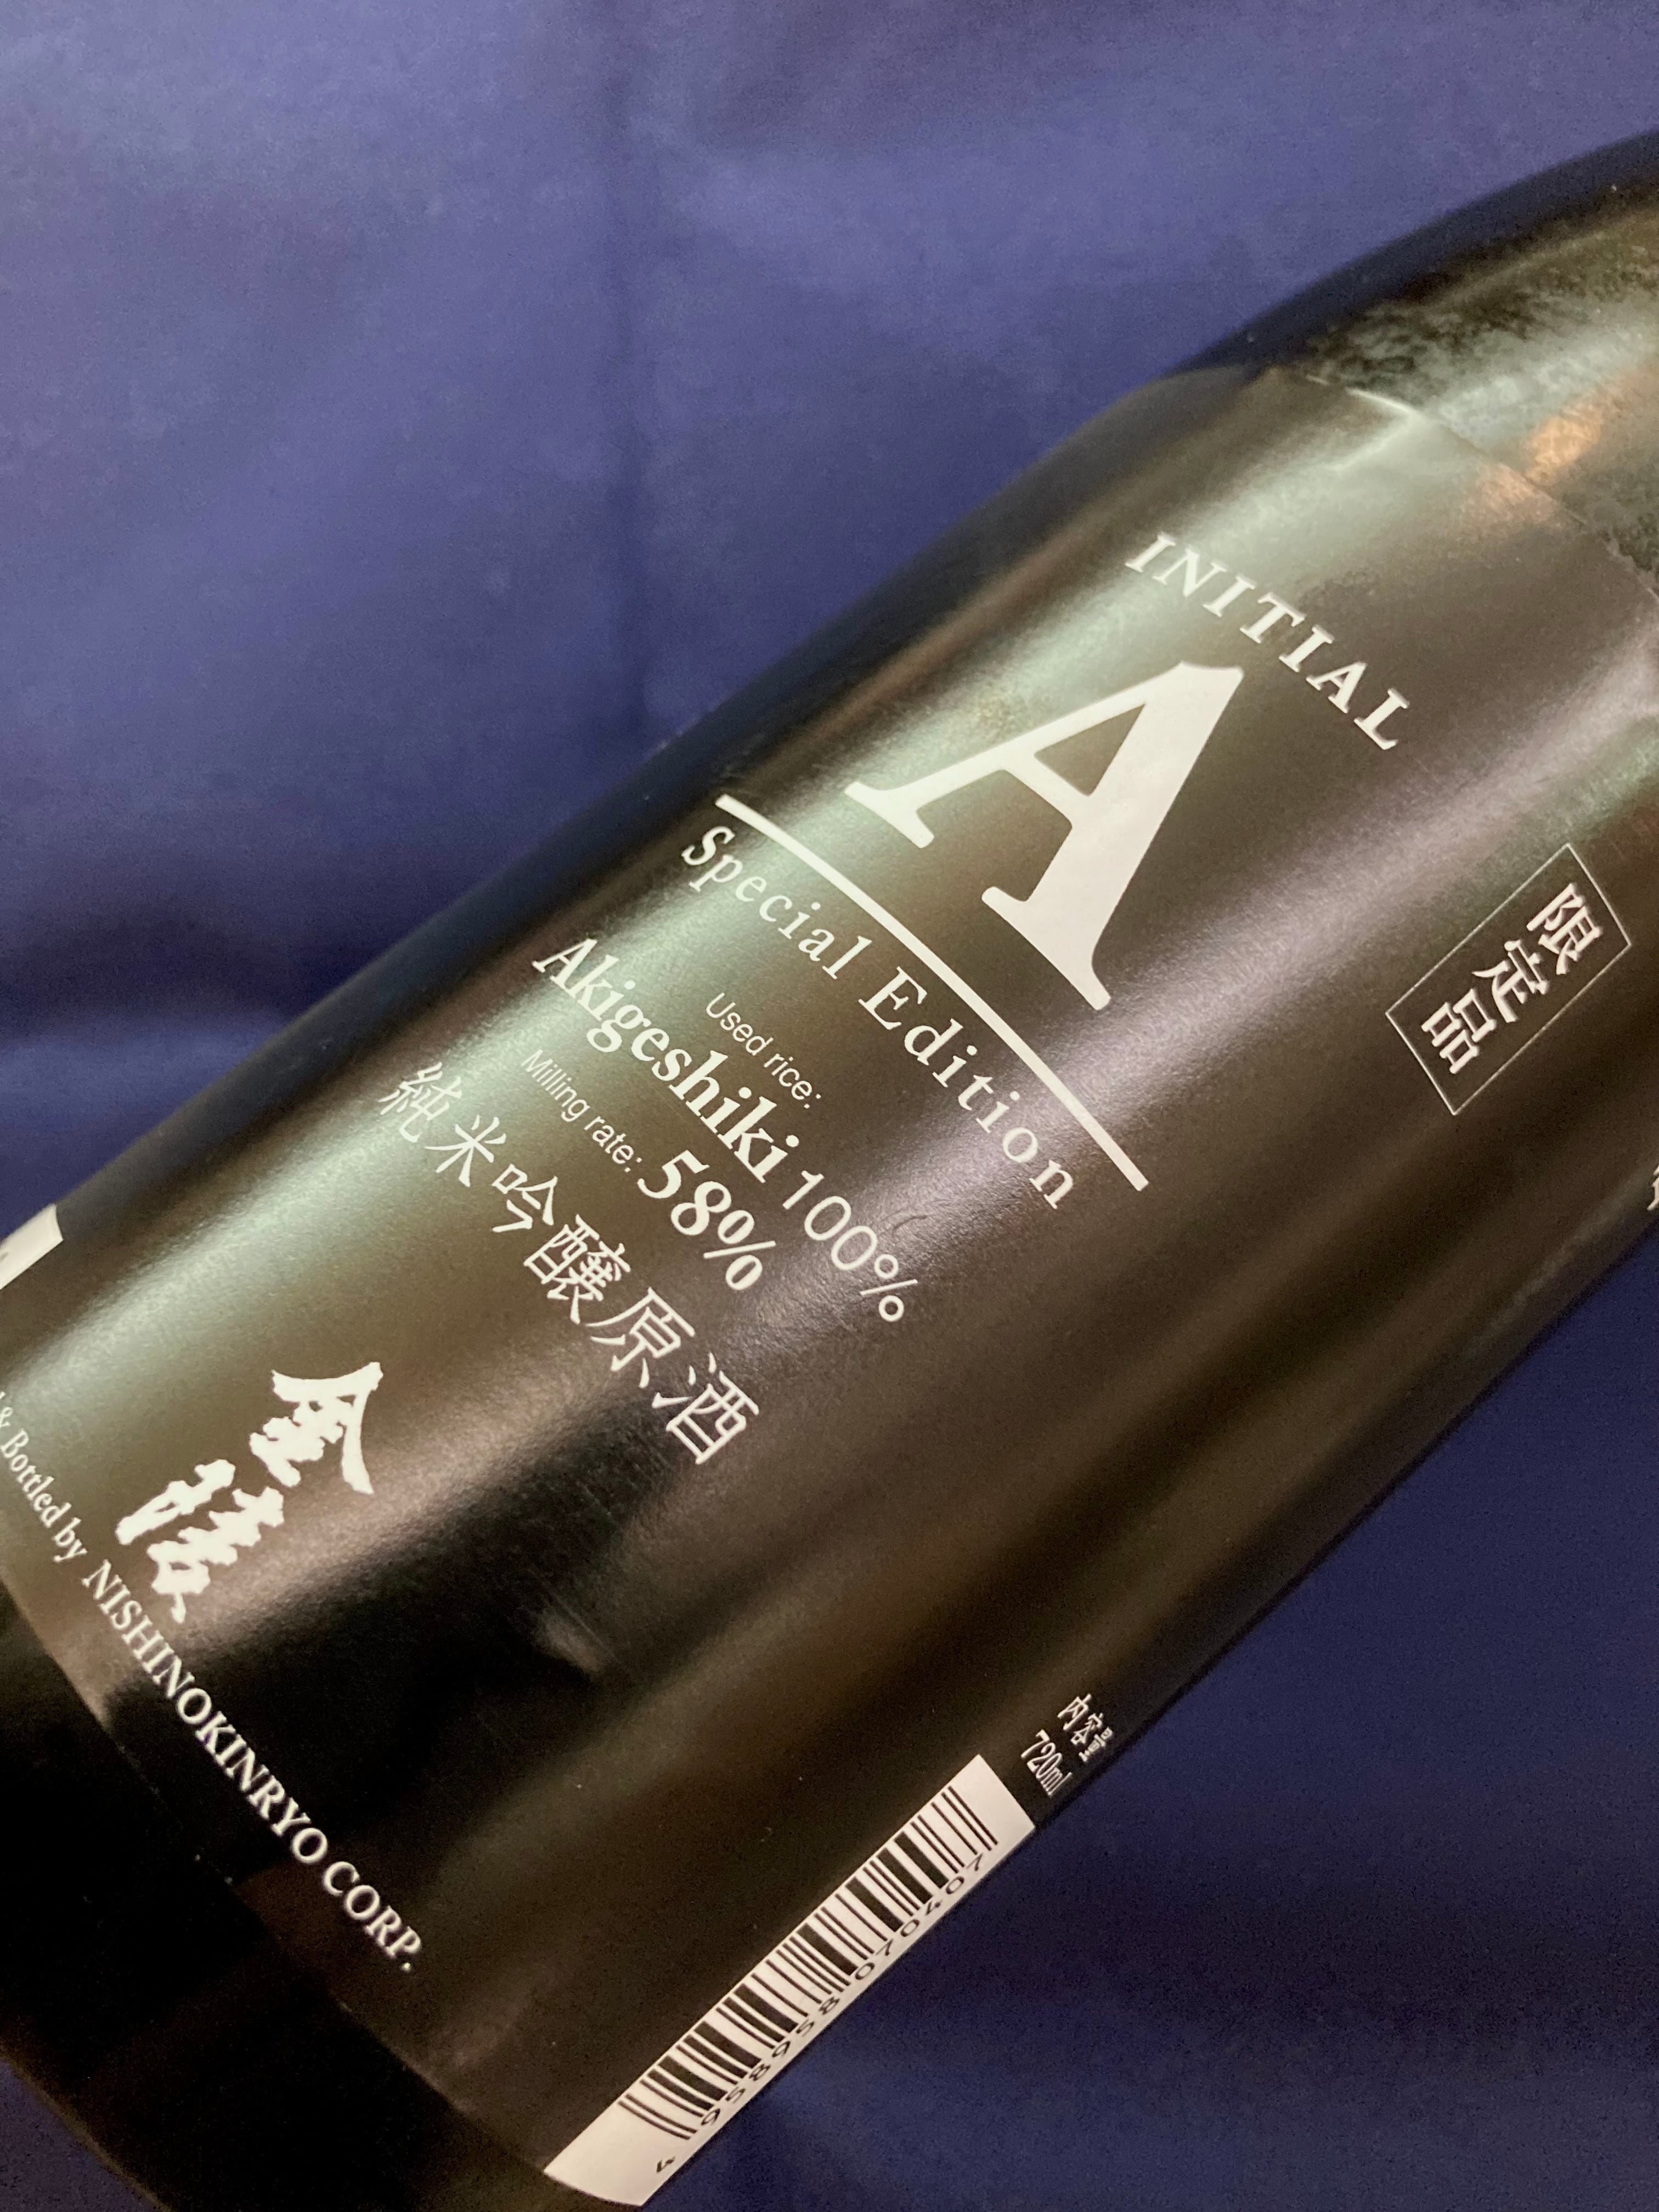 INITIAL
A
Special Edition
Used rice:
Akigeshiki 100%
Milling rate: 58%
純米吟醸原酒
金陵
& Bottled by NISHINOKINRYO CORP.
限定品
内容量
720ml